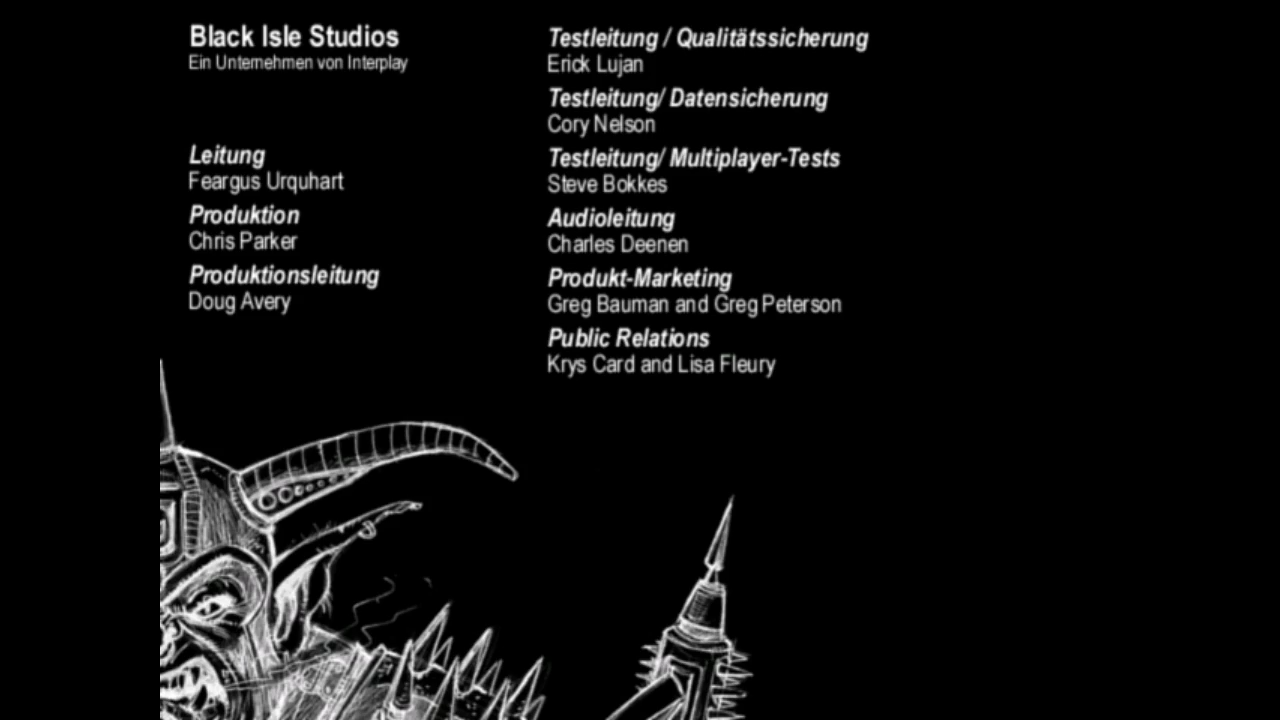 Black Isle Studios
Ein Unternehmen von Interplay
Leitung
Feargus Urquhart
Produktion
Chris Parker
Produktionsleitung
Doug Avery
Testleitung / Qualitätssicherung
Erick Lujan
Testleitung/ Datensicherung
Cory Nelson
Testleitung/ Multiplayer-Tests
Steve Bokkes
Audioleitung
Charles Deenen
Produkt-Marketing
Greg Bauman and Greg Peterson
Public Relations
Krys Card and Lisa Fleury